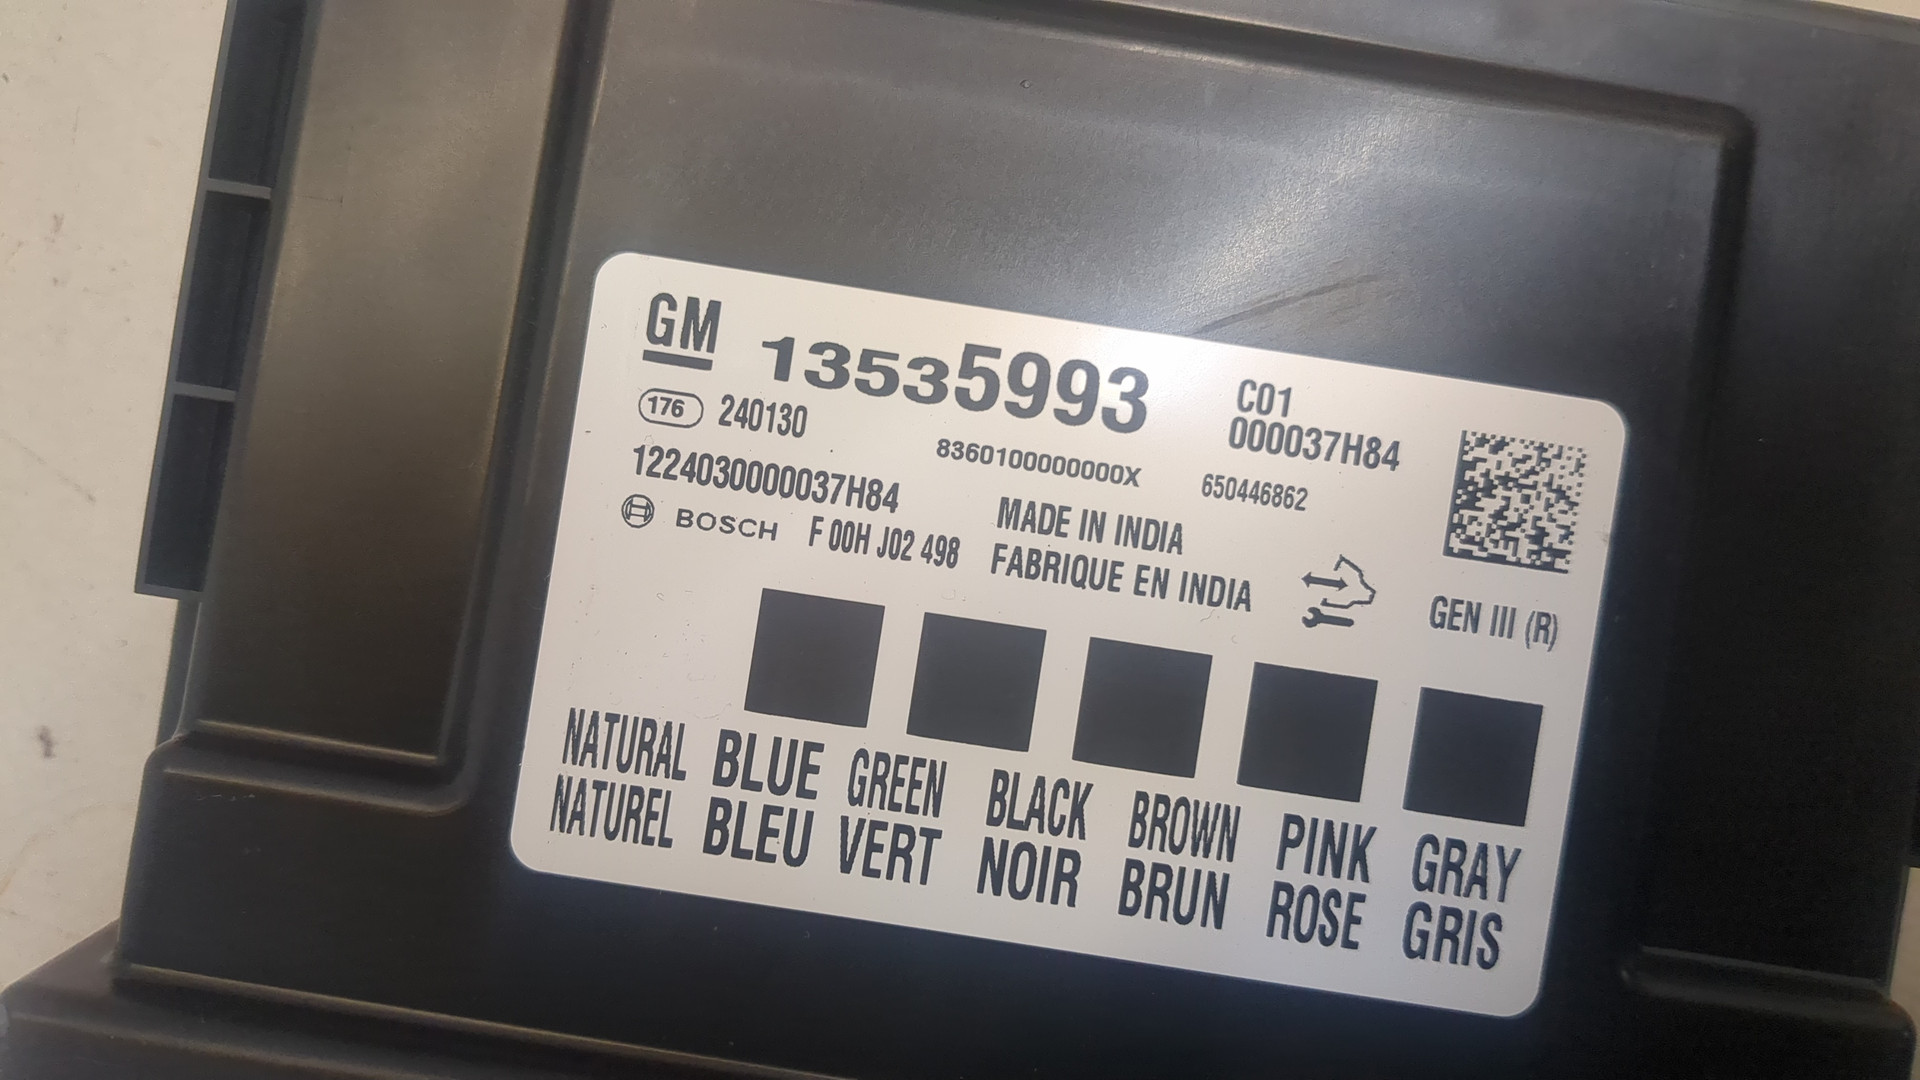 GM 13535993 C01
176 240130 000037H84
8360100000000X 650446862
1224030000037H84 MADE IN INDIA
BOSCH F 00H J02 498 FABRIQUE EN INDIA
GEN III (R)
NATURAL BLUE GREEN BLACK BROWN PINK GRAY
NATUREL BLEU VERT NOIR BRUN ROSE GRIS